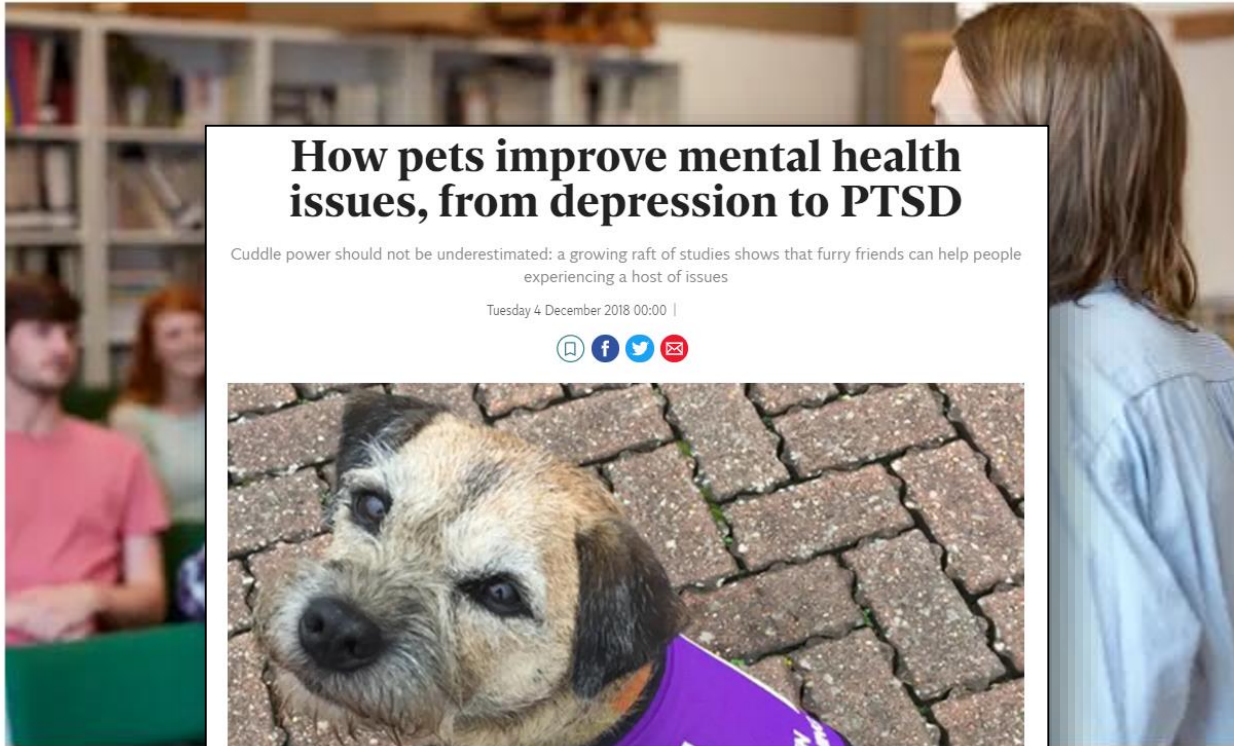 How pets improve mental health
issues, from depression to PTSD
Cuddle power should not be underestimated: a growing raft of studies shows that furry friends can help people
experiencing a host of issues
Tuesday 4 December 2018 00:00 |